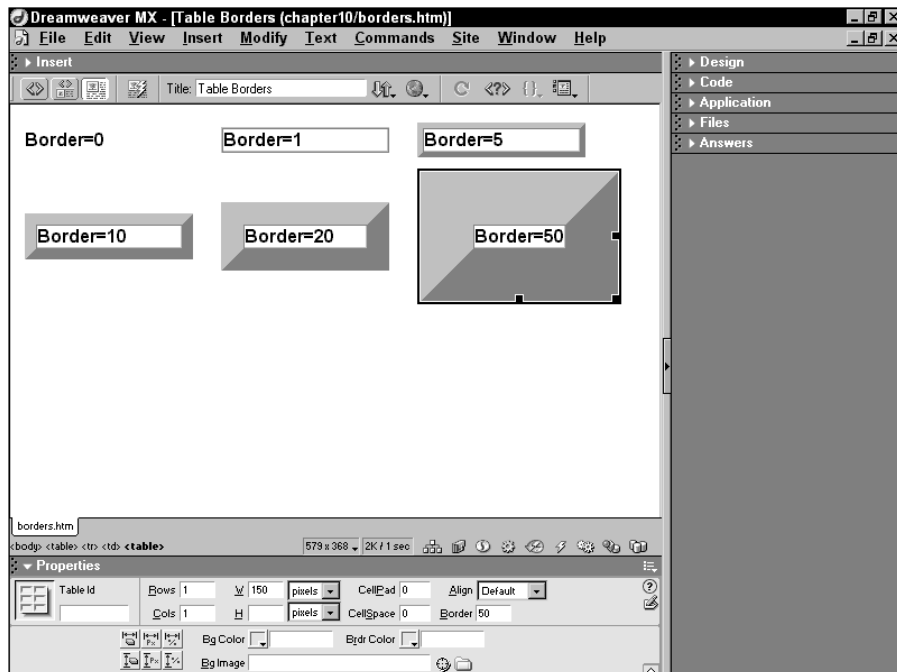 Dreamweaver MX - [Table Borders (chapter10/borders.htm)]
File Edit View Insert Modify Text Commands Site Window Help
Insert
Title: Table Borders
Design
Code
Application
Files
Answers
Border=0 Border=1 Border=5
Border=10 Border=20 Border=50
borders.htm
<body> <table> <tr> <td> <table>
579 x 368 2K / 1 sec
Properties
Table Id Rows 1 W 150 pixels CellPad 0 Align Default
Cols 1 H pixels CellSpace 0 Border 50
Bg Color Brdr Color
Bg Image